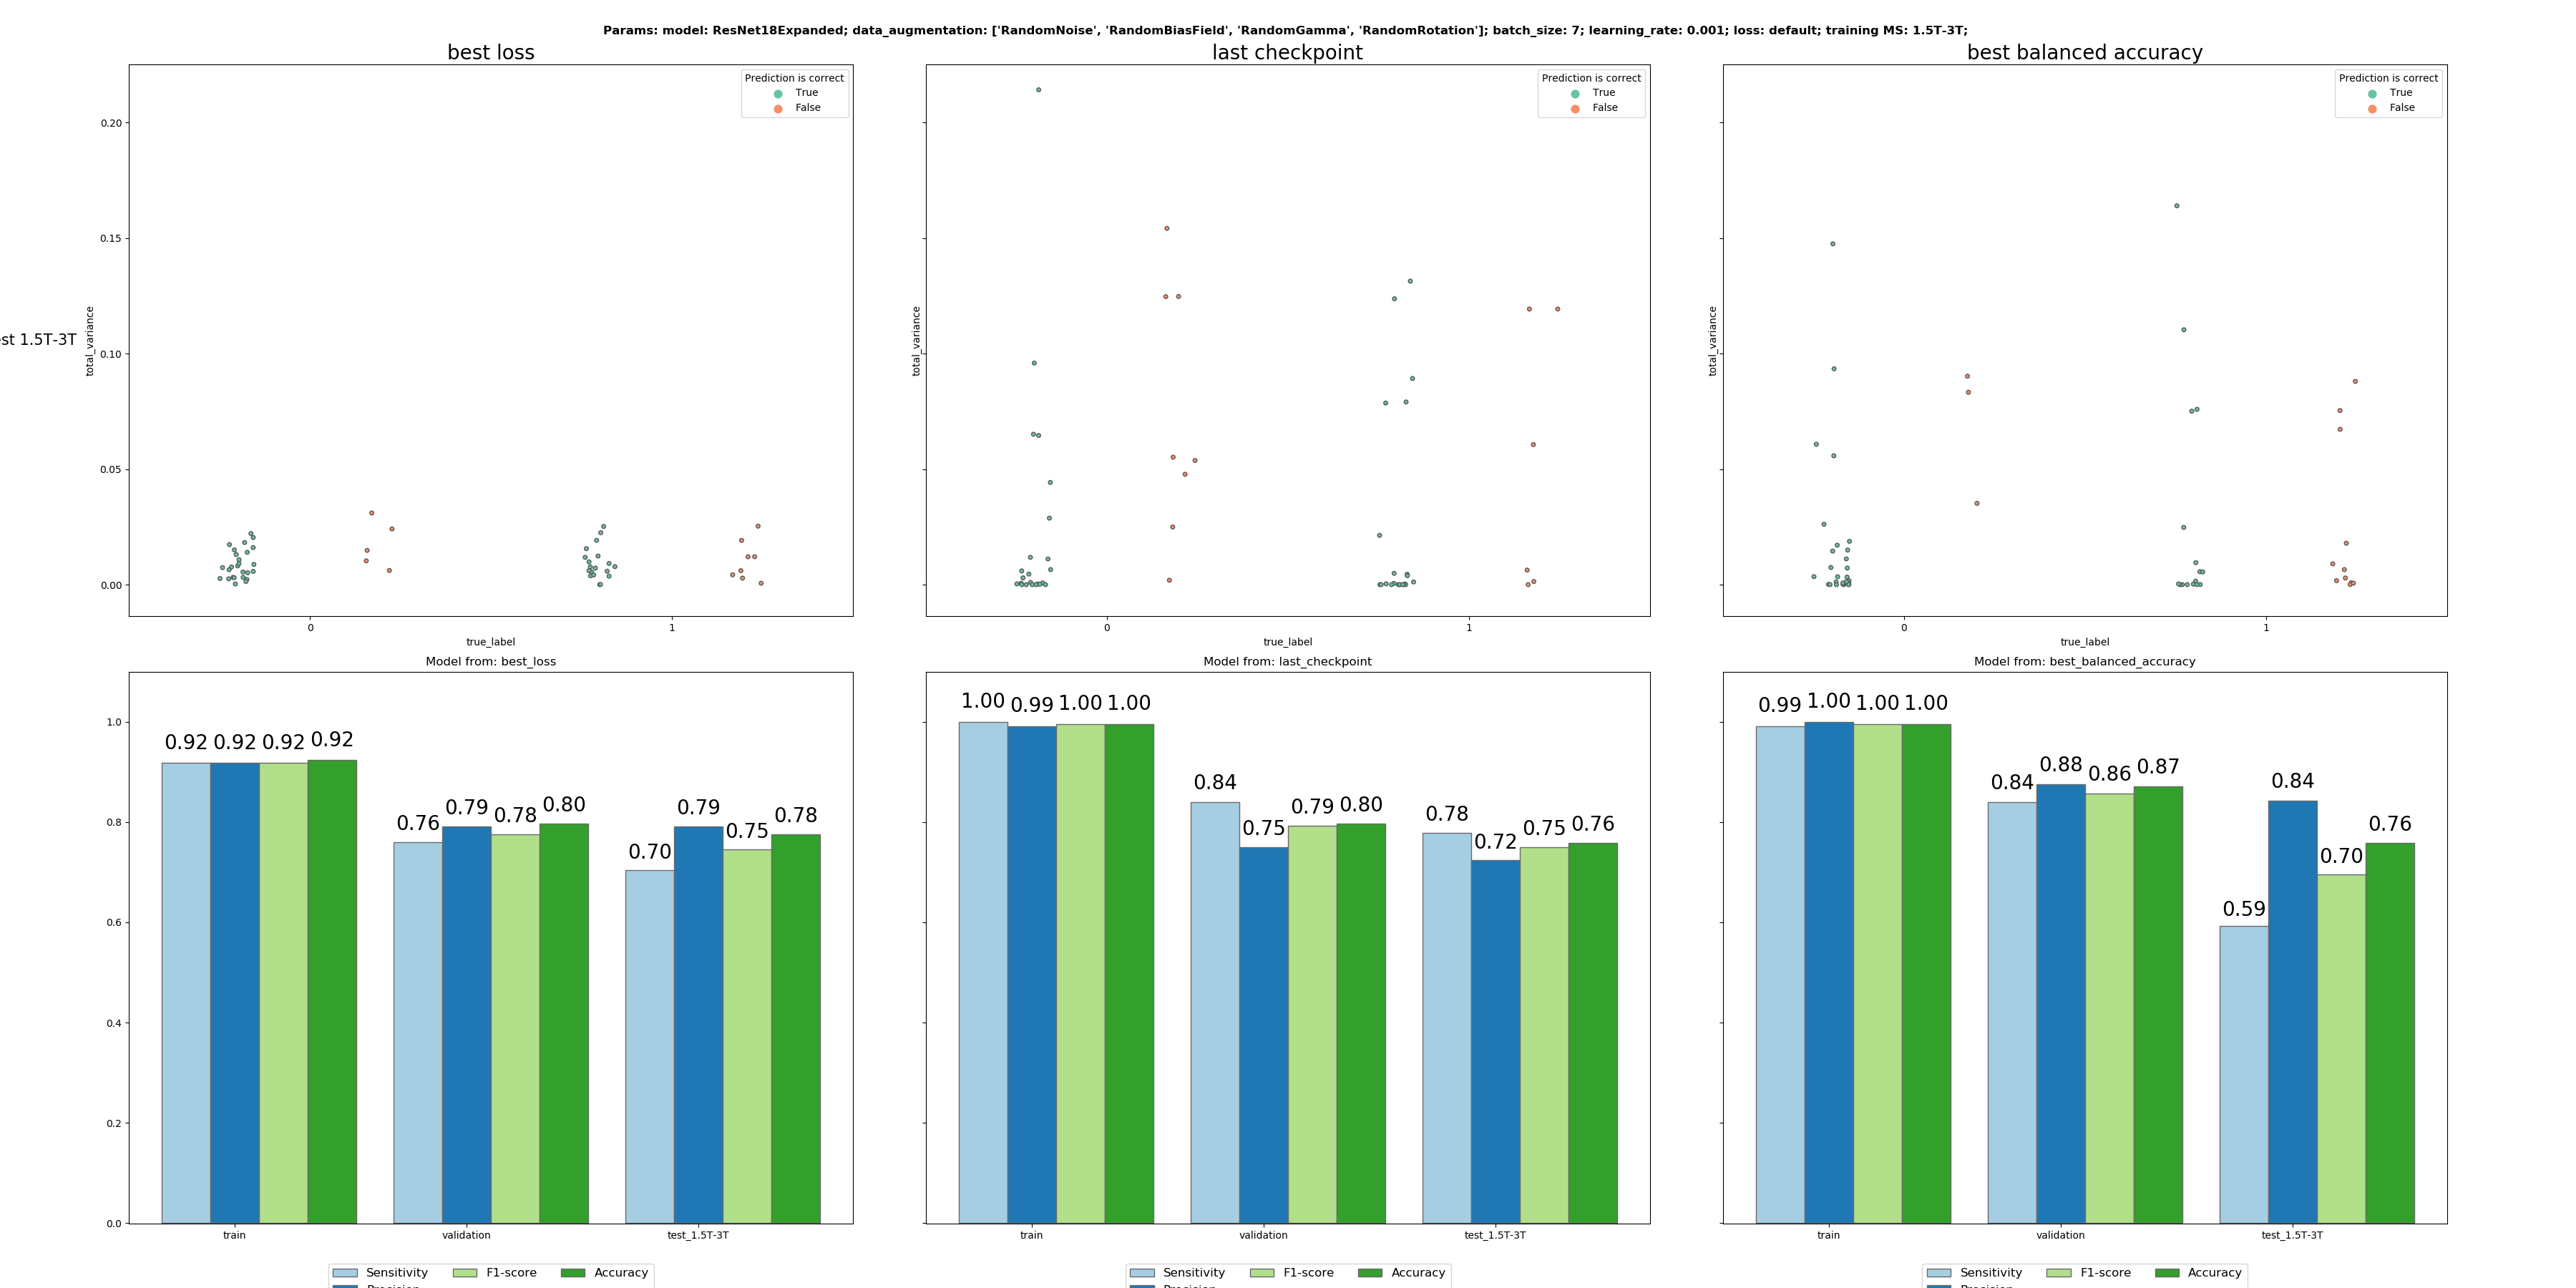 Params: model: ResNet18Expanded; data_augmentation: ['RandomNoise', 'RandomBiasField', 'RandomGamma', 'RandomRotation']; batch_size: 7; learning_rate: 0.001; loss: default; training MS: 1.5T-3T;
best loss
last checkpoint
best balanced accuracy
Prediction is correct
True
False
Prediction is correct
True
False
Prediction is correct
True
False
0.20
0.15
0.10
0.05
0.00
1.5T-3T
total_variance
total_variance
total_variance
0 1
0 1
0 1
true_label
true_label
true_label
Model from: best_loss
Model from: last_checkpoint
Model from: best_balanced_accuracy
1.0
0.8
0.6
0.4
0.2
0.0
0.92 0.92 0.92 0.92
0.76 0.79 0.78 0.80
0.70 0.79 0.75 0.78
1.00 0.99 1.00 1.00
0.84 0.75 0.79 0.80
0.78 0.72 0.75 0.76
0.99 1.00 1.00 1.00
0.84 0.88 0.86 0.87
0.59 0.84 0.70 0.76
train validation test_1.5T-3T
train validation test_1.5T-3T
train validation test_1.5T-3T
Sensitivity F1-score Accuracy
Sensitivity F1-score Accuracy
Sensitivity F1-score Accuracy